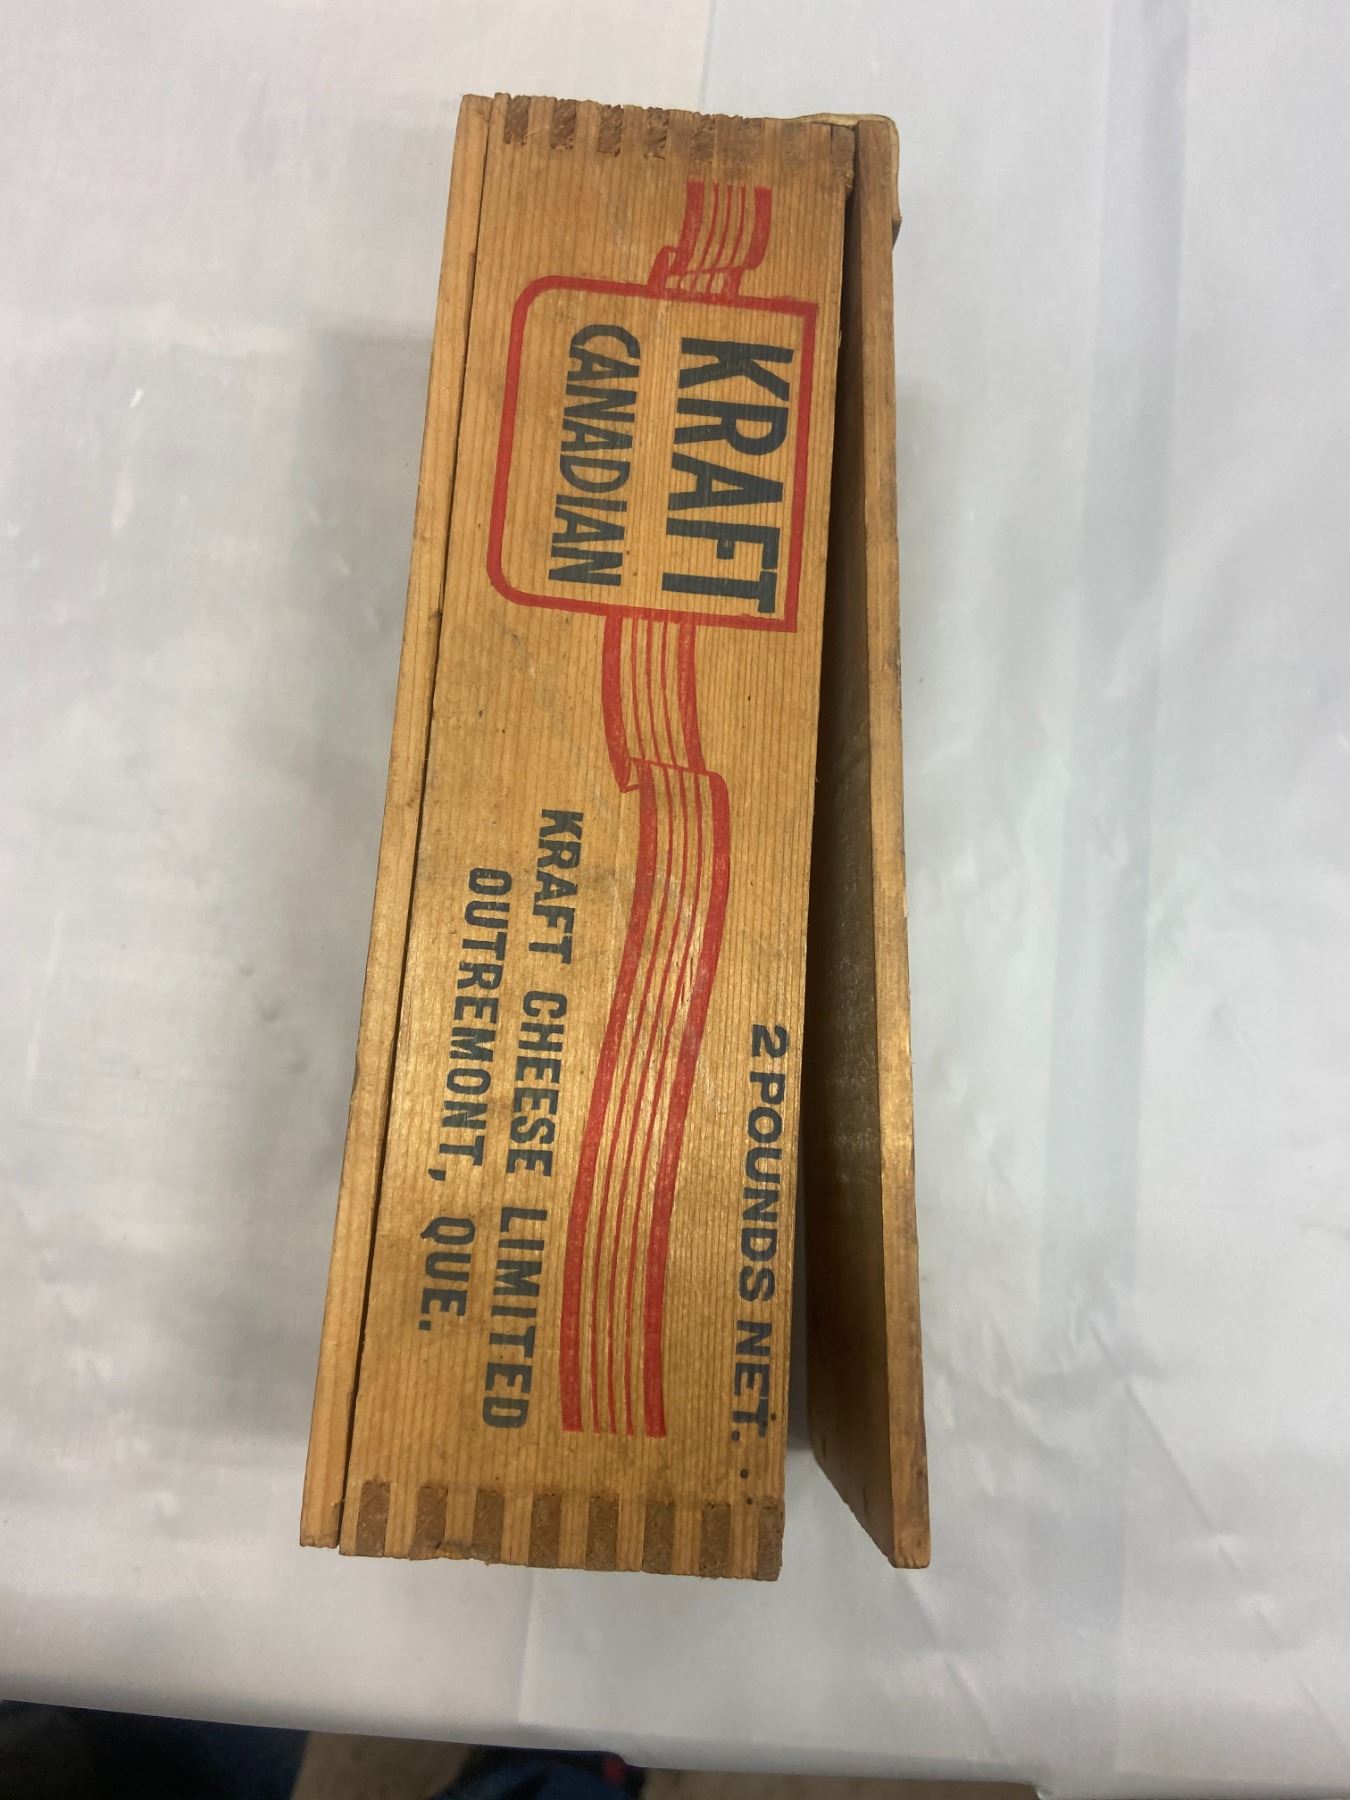 KRAFT
CANADIAN
2 POUNDS NET.
KRAFT CHEESE LIMITED
OUTREMONT, QUE.